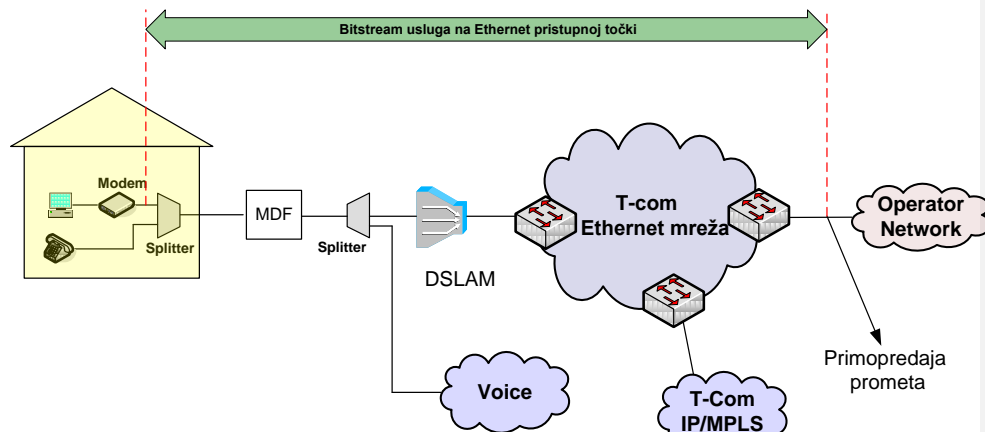 Bitstream usluga na Ethernet pristupnoj točki
Modem
Splitter
MDF
Splitter
DSLAM
T-com
Ethernet mreža
Operator
Network
Primopredaja
prometa
Voice
T-Com
IP/MPLS